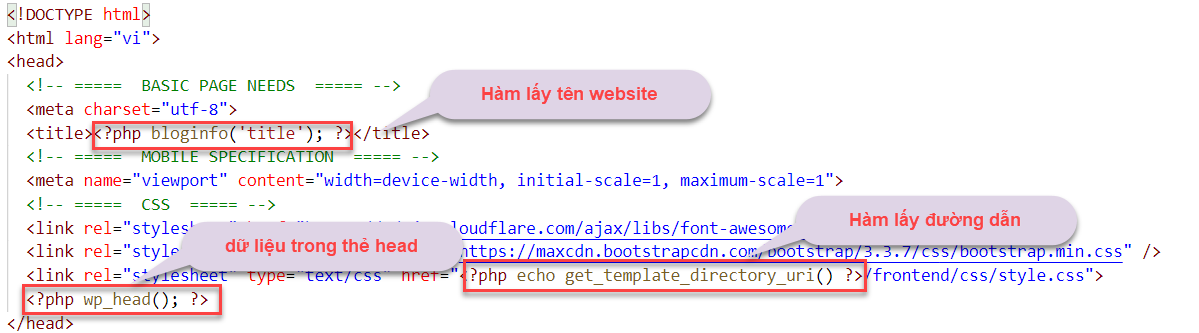 <!DOCTYPE html>
<html lang="vi">
<head>
<!-- ===== BASIC PAGE NEEDS ===== -->
Hàm lấy tên website
<meta charset="utf-8">
<title><?php bloginfo('title'); ?></title>
<!-- ===== MOBILE SPECIFICATION ===== -->
<meta name="viewport" content="width=device-width, initial-scale=1, maximum-scale=1">
<!-- ===== CSS ===== -->
Hàm lấy đường dẫn
<link rel="styles cloudflare.com/ajax/libs/font-awesom
dữ liệu trong thẻ head
<link rel="style https://maxcdn.bootstrapcdn.com/bootstrap/3.3.7/css/bootstrap.min.css" />
<link rel="stylesheet" type="text/css" href="<?php echo get_template_directory_uri() ?>/frontend/css/style.css">
<?php wp_head(); ?>
</head>